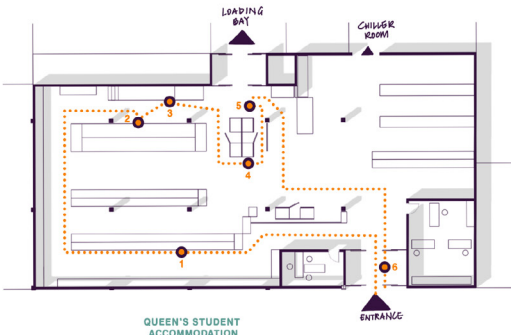 LOADING
BAY
CHILLER
ROOM
2
3
5
4
1
6
ENTRANCE
QUEEN'S STUDENT
ACCOMMODATION